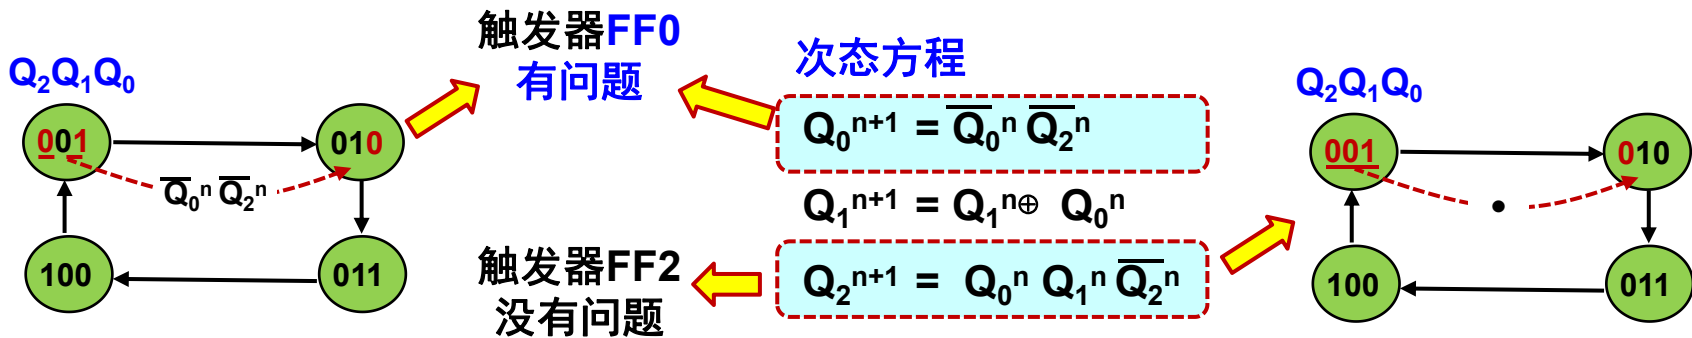 Q₂Q₁Q₀
001
010
Q̅₀ⁿ Q̅₂ⁿ
100
011
触发器FF0
有问题
次态方程
Q₀ⁿ⁺¹ = Q̅₀ⁿ Q̅₂ⁿ
Q₁ⁿ⁺¹ = Q₁ⁿ⊕ Q₀ⁿ
Q₂ⁿ⁺¹ = Q₀ⁿ Q₁ⁿ Q̅₂ⁿ
触发器FF2
没有问题
Q₂Q₁Q₀
001
010
•
100
011